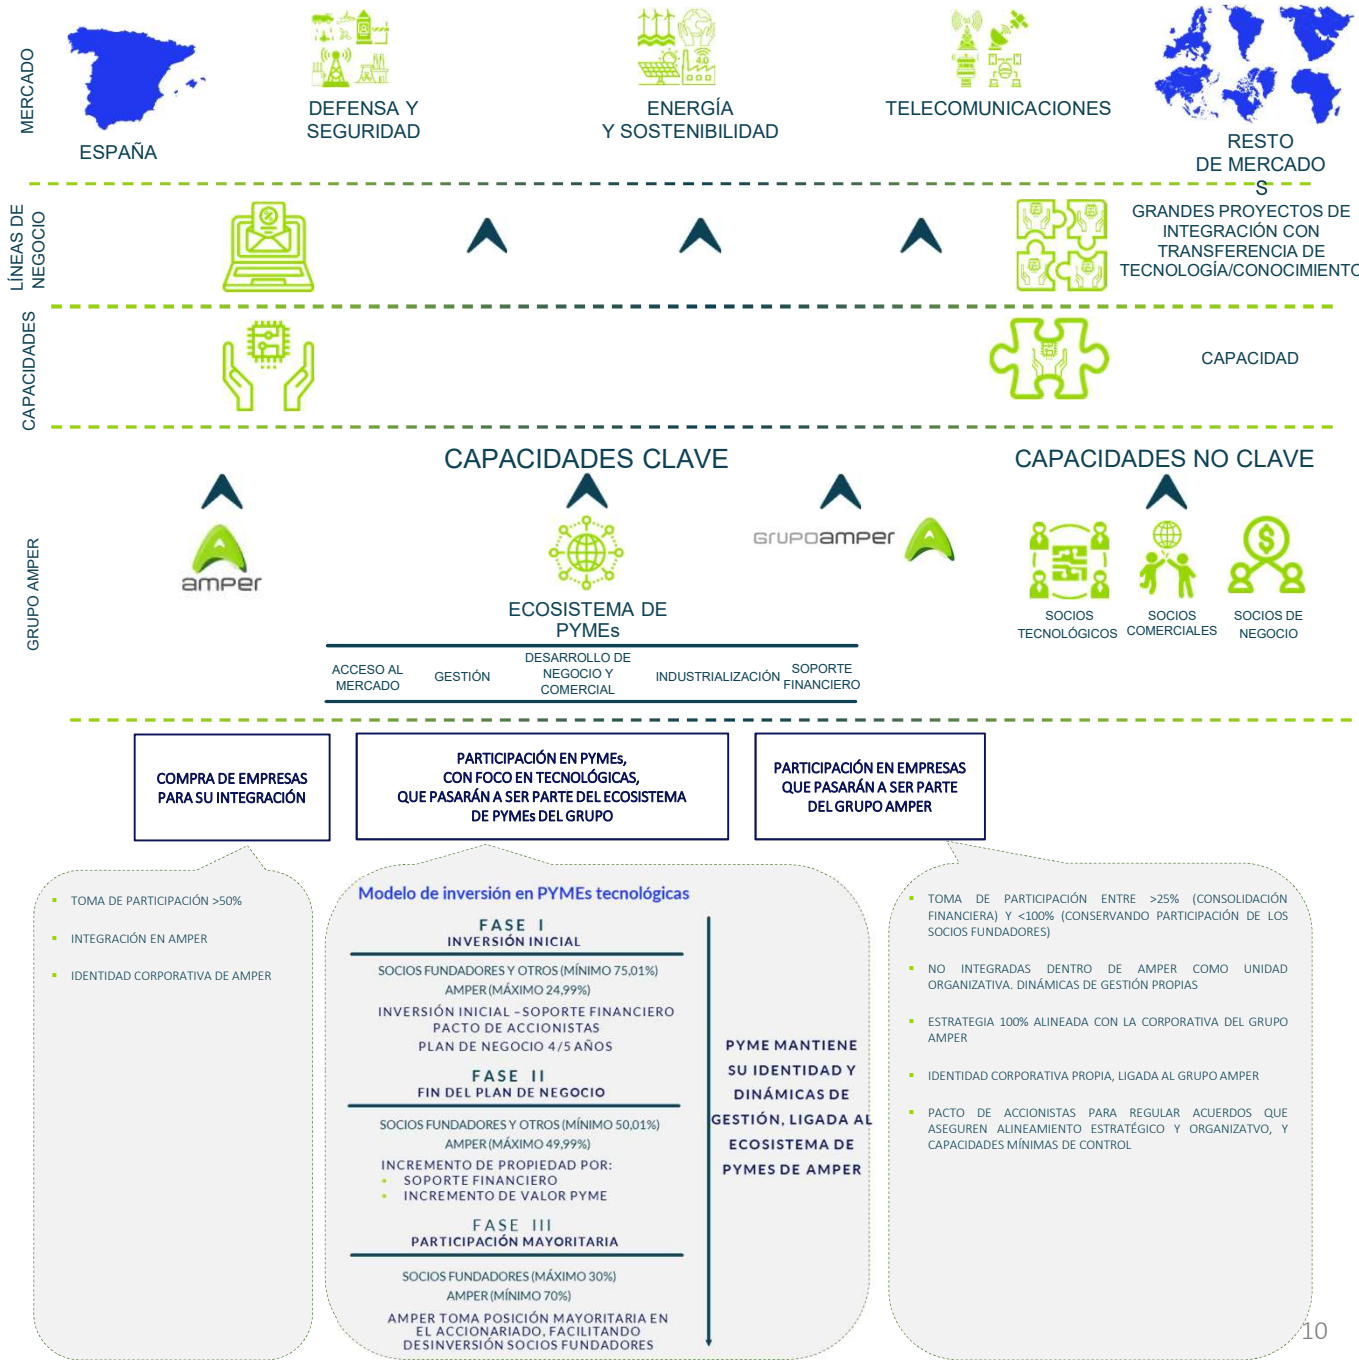 MERCADO
ESPAÑA
DEFENSA Y
SEGURIDAD
4.0
ENERGÍA
Y SOSTENIBILIDAD
TELECOMUNICACIONES
RESTO
DE MERCADO
S
LÍNEAS DE
NEGOCIO
GRANDES PROYECTOS DE
INTEGRACIÓN CON
TRANSFERENCIA DE
TECNOLOGÍA/CONOCIMIENTO
CAPACIDADES
CAPACIDAD
CAPACIDADES CLAVE
CAPACIDADES NO CLAVE
GRUPO AMPER
amper
ECOSISTEMA DE
PYMEs
GRUPOamper
$
SOCIOS
TECNOLÓGICOS
SOCIOS
COMERCIALES
SOCIOS DE
NEGOCIO
ACCESO AL
MERCADO
GESTIÓN
DESARROLLO DE
NEGOCIO Y
COMERCIAL
INDUSTRIALIZACIÓN
SOPORTE
FINANCIERO
COMPRA DE EMPRESAS
PARA SU INTEGRACIÓN
PARTICIPACIÓN EN PYMEs,
CON FOCO EN TECNOLÓGICAS,
QUE PASARÁN A SER PARTE DEL ECOSISTEMA
DE PYMEs DEL GRUPO
PARTICIPACIÓN EN EMPRESAS
QUE PASARÁN A SER PARTE
DEL GRUPO AMPER
▪ TOMA DE PARTICIPACIÓN >50%
▪ INTEGRACIÓN EN AMPER
▪ IDENTIDAD CORPORATIVA DE AMPER
Modelo de inversión en PYMEs tecnológicas
FASE I
INVERSIÓN INICIAL
SOCIOS FUNDADORES Y OTROS (MÍNIMO 75,01%)
AMPER (MÁXIMO 24,99%)
INVERSIÓN INICIAL – SOPORTE FINANCIERO
PACTO DE ACCIONISTAS
PLAN DE NEGOCIO 4/5 AÑOS
FASE II
FIN DEL PLAN DE NEGOCIO
SOCIOS FUNDADORES Y OTROS (MÍNIMO 50,01%)
AMPER (MÁXIMO 49,99%)
INCREMENTO DE PROPIEDAD POR:
▪ SOPORTE FINANCIERO
▪ INCREMENTO DE VALOR PYME
FASE III
PARTICIPACIÓN MAYORITARIA
SOCIOS FUNDADORES (MÁXIMO 30%)
AMPER (MÍNIMO 70%)
AMPER TOMA POSICIÓN MAYORITARIA EN
EL ACCIONARIADO, FACILITANDO
DESINVERSIÓN SOCIOS FUNDADORES
PYME MANTIENE
SU IDENTIDAD Y
DINÁMICAS DE
GESTIÓN, LIGADA AL
ECOSISTEMA DE
PYMES DE AMPER
▪ TOMA DE PARTICIPACIÓN ENTRE >25% (CONSOLIDACIÓN
FINANCIERA) Y <100% (CONSERVANDO PARTICIPACIÓN DE LOS
SOCIOS FUNDADORES)
▪ NO INTEGRADAS DENTRO DE AMPER COMO UNIDAD
ORGANIZATIVA. DINÁMICAS DE GESTIÓN PROPIAS
▪ ESTRATEGIA 100% ALINEADA CON LA CORPORATIVA DEL GRUPO
AMPER
▪ IDENTIDAD CORPORATIVA PROPIA, LIGADA AL GRUPO AMPER
▪ PACTO DE ACCIONISTAS PARA REGULAR ACUERDOS QUE
ASEGUREN ALINEAMIENTO ESTRATÉGICO Y ORGANIZATVO, Y
CAPACIDADES MÍNIMAS DE CONTROL
10